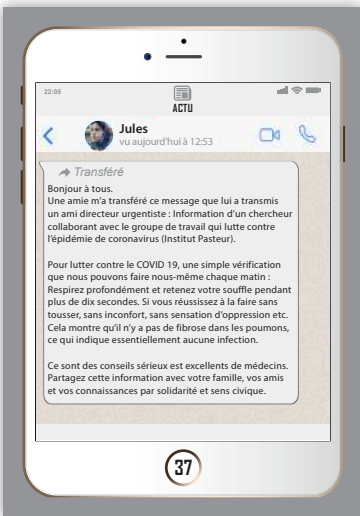 22:05
ACTU
Jules
vu aujourd'hui à 12:53
Transféré
Bonjour à tous.
Une amie m'a transféré ce message que lui a transmis
un ami directeur urgentiste : Information d'un chercheur
collaborant avec le groupe de travail qui lutte contre
l'épidémie de coronavirus (Institut Pasteur).
Pour lutter contre le COVID 19, une simple vérification
que nous pouvons faire nous-même chaque matin :
Respirez profondément et retenez votre souffle pendant
plus de dix secondes. Si vous réussissez à la faire sans
tousser, sans inconfort, sans sensation d'oppression etc.
Cela montre qu'il n'y a pas de fibrose dans les poumons,
ce qui indique essentiellement aucune infection.
Ce sont des conseils sérieux est excellents de médecins.
Partagez cette information avec votre famille, vos amis
et vos connaissances par solidarité et sens civique.
37